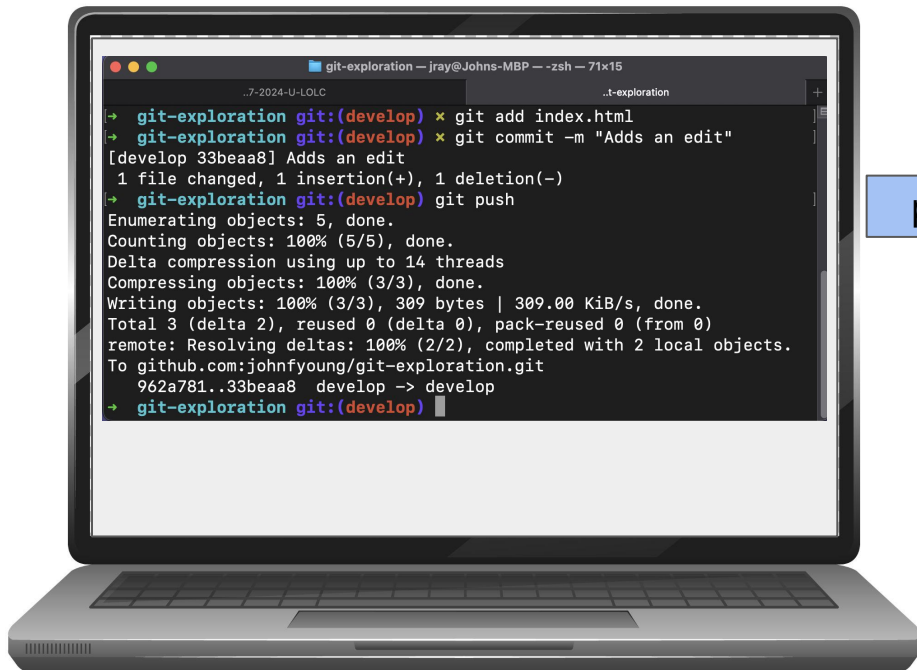 git-exploration — jray@Johns-MBP — -zsh — 71×15
..7-2024-U-LOLC
..t-exploration
+
[→ git-exploration git:(develop) × git add index.html ]
[→ git-exploration git:(develop) × git commit -m "Adds an edit" ]
[develop 33beaa8] Adds an edit
 1 file changed, 1 insertion(+), 1 deletion(-)
[→ git-exploration git:(develop) git push ]
Enumerating objects: 5, done.
Counting objects: 100% (5/5), done.
Delta compression using up to 14 threads
Compressing objects: 100% (3/3), done.
Writing objects: 100% (3/3), 309 bytes | 309.00 KiB/s, done.
Total 3 (delta 2), reused 0 (delta 0), pack-reused 0 (from 0)
remote: Resolving deltas: 100% (2/2), completed with 2 local objects.
To github.com:johnfyoung/git-exploration.git
   962a781..33beaa8  develop -> develop
→ git-exploration git:(develop)